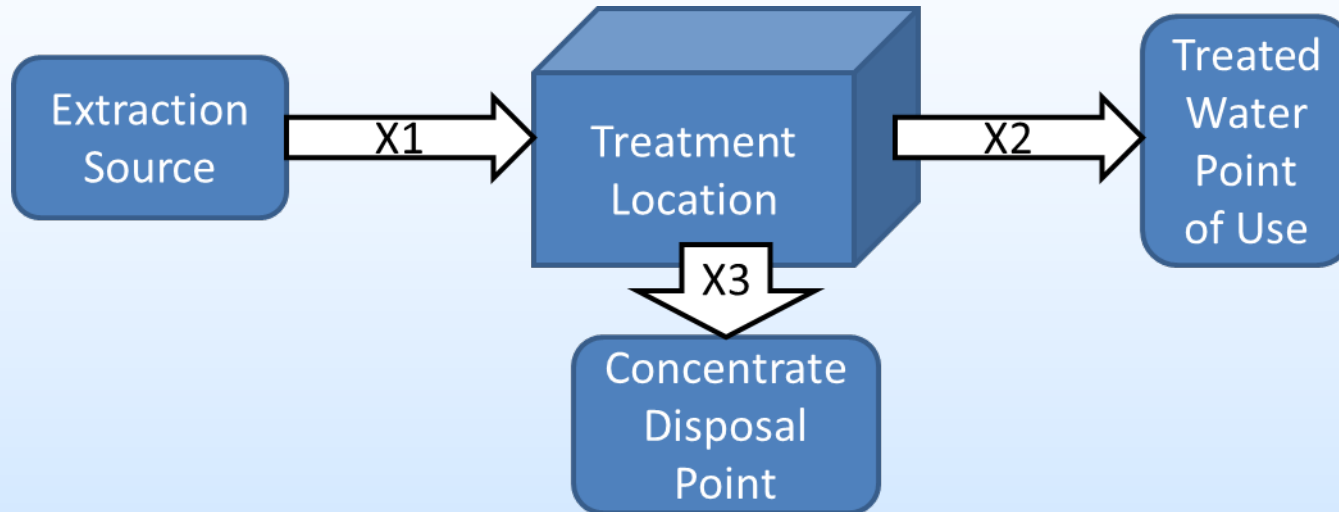 Extraction
Source
X1
Treatment
Location
X2
Treated
Water
Point
of Use
X3
Concentrate
Disposal
Point